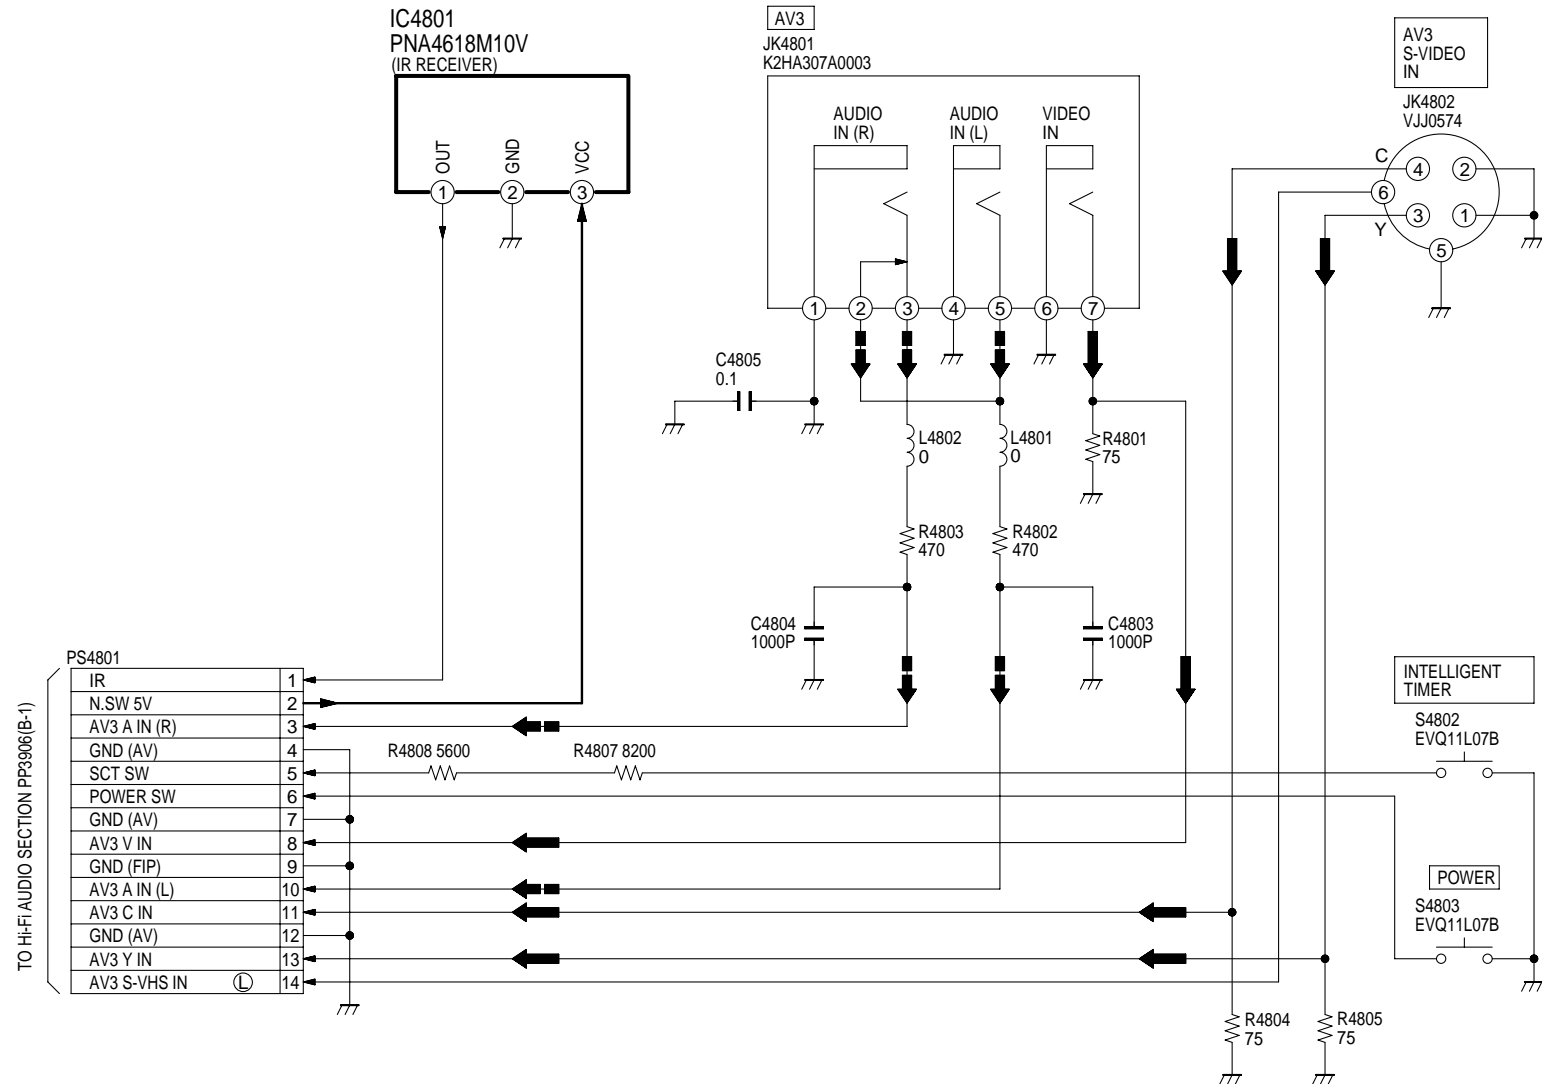 IC4801
PNA4618M10V
(IR RECEIVER)
OUT
GND
VCC
1
2
3
AV3
JK4801
K2HA307A0003
AUDIO
IN (R)
AUDIO
IN (L)
VIDEO
IN
1
2
3
4
5
6
7
AV3
S-VIDEO
IN
JK4802
VJJ0574
C
4
2
6
3
1
Y
5
C4805
0.1
L4802
0
L4801
0
R4801
75
R4803
470
R4802
470
C4804
1000P
C4803
1000P
TO Hi-Fi AUDIO SECTION PP3906(B-1)
PS4801
IR 1
N.SW 5V 2
AV3 A IN (R) 3
GND (AV) 4
SCT SW 5
POWER SW 6
GND (AV) 7
AV3 V IN 8
GND (FIP) 9
AV3 A IN (L) 10
AV3 C IN 11
GND (AV) 12
AV3 Y IN 13
AV3 S-VHS IN Ⓛ 14
R4808 5600
R4807 8200
INTELLIGENT
TIMER
S4802
EVQ11L07B
POWER
S4803
EVQ11L07B
R4804
75
R4805
75